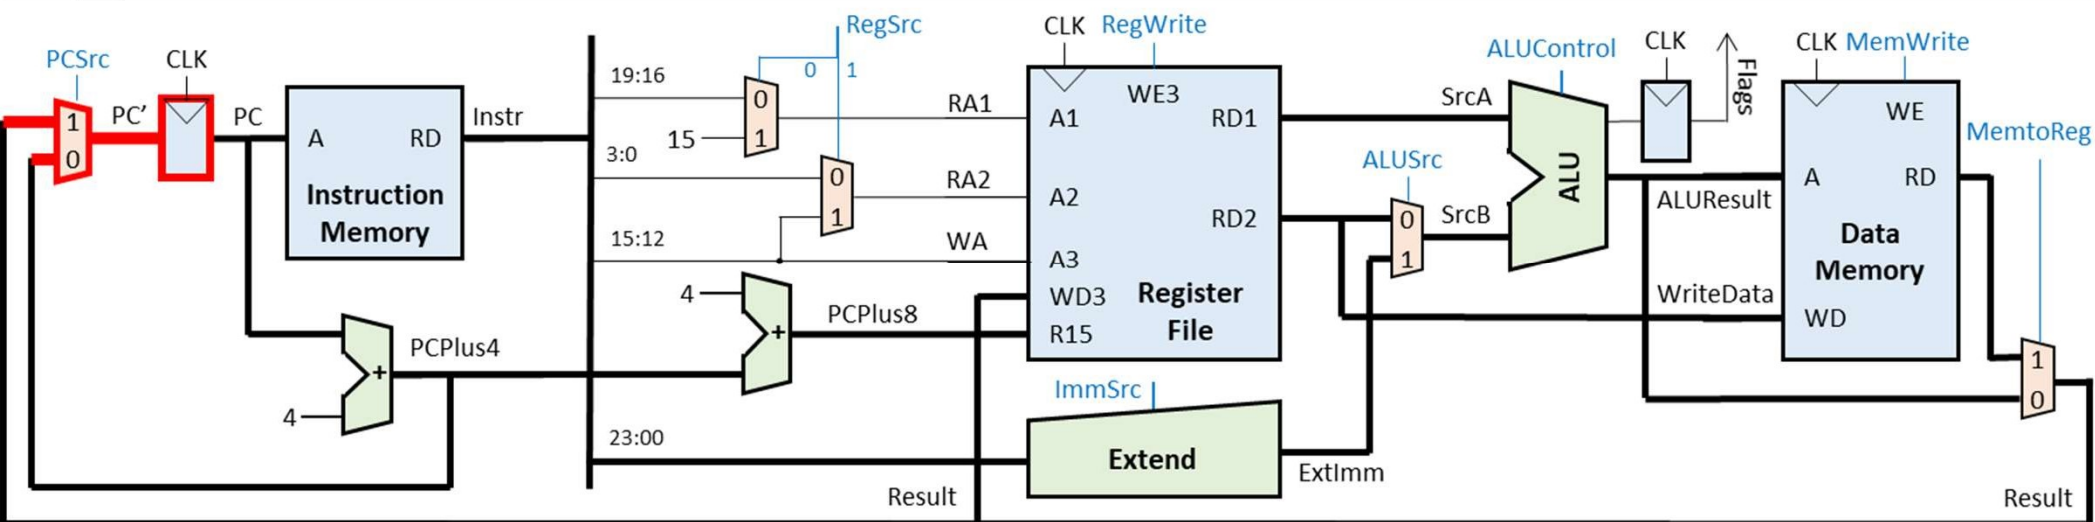 PCSrc
CLK
1
0
PC'
PC
A
RD
Instruction
Memory
Instr
4
+
PCPlus4
RegSrc
0
1
19:16
0
1
15
3:0
0
1
15:12
RA1
RA2
WA
4
+
PCPlus8
23:00
CLK
RegWrite
WE3
A1
RD1
A2
RD2
A3
WD3
R15
Register
File
ImmSrc
Extend
ExtImm
Result
ALUSrc
0
1
SrcA
SrcB
ALUControl
ALU
CLK
Flags
ALUResult
WriteData
CLK
MemWrite
WE
A
RD
Data
Memory
WD
MemtoReg
1
0
Result